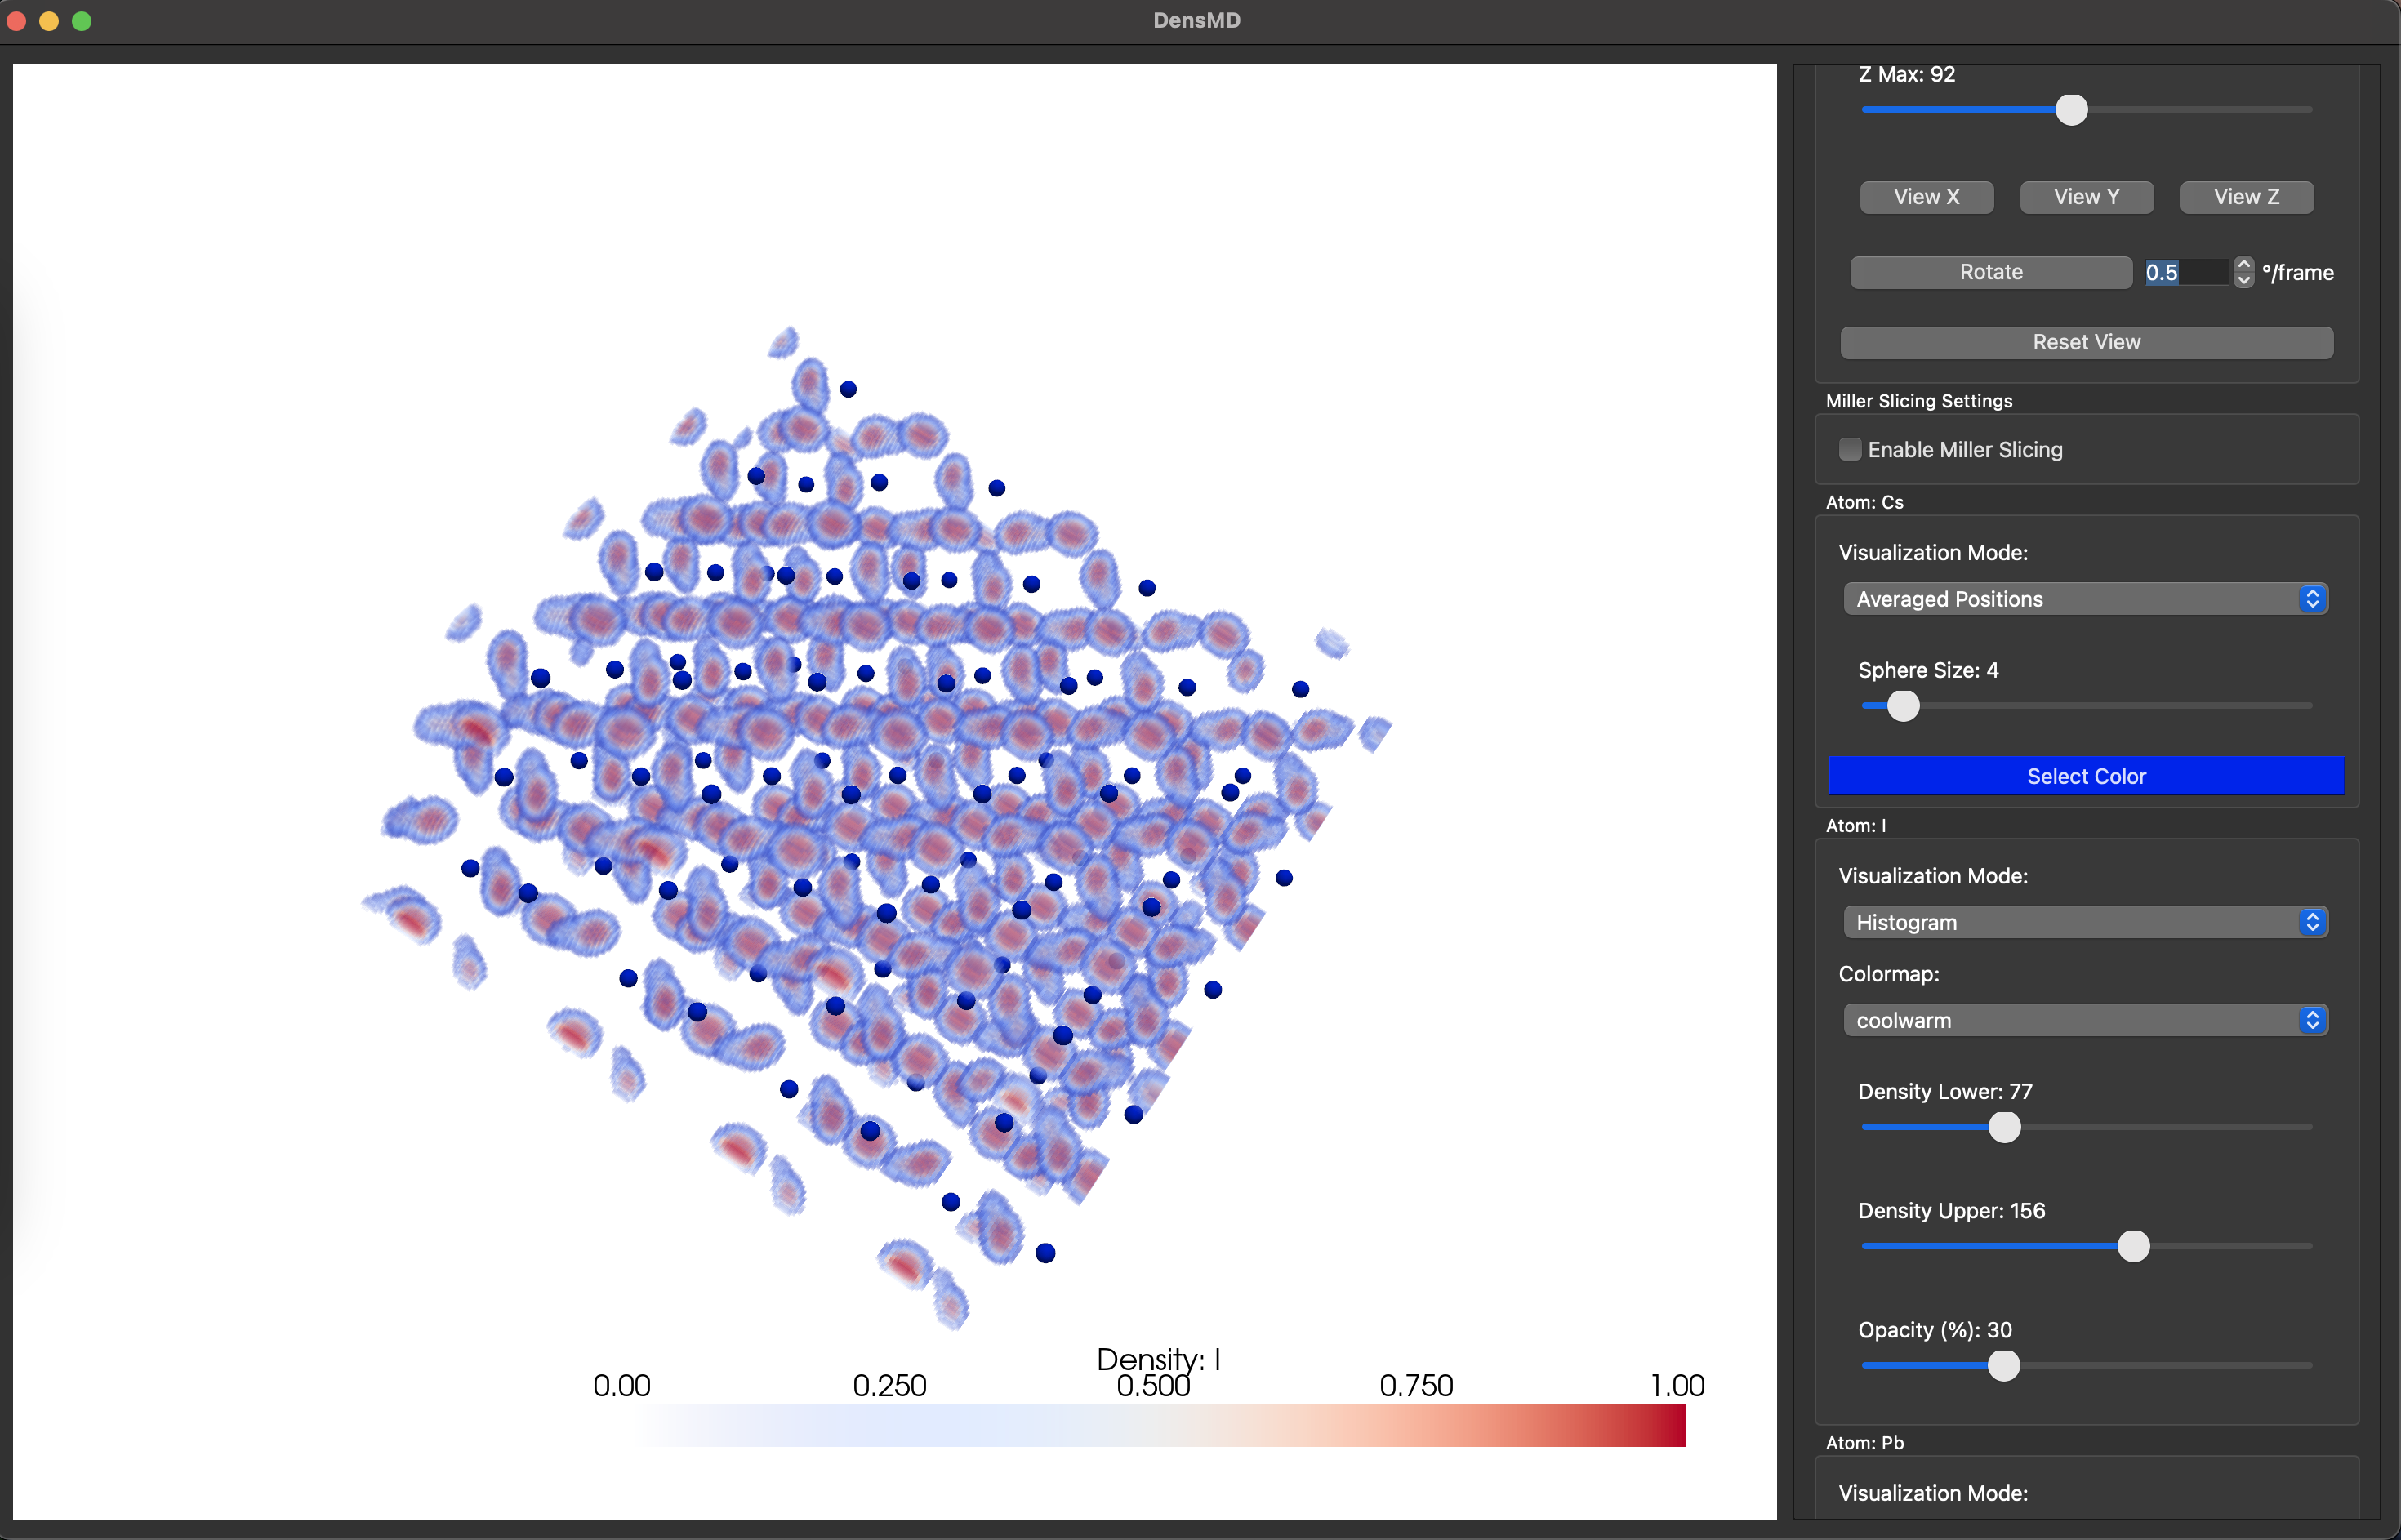 DensMD
Z Max: 92
View X View Y View Z
Rotate 0.5 °/frame
Reset View
Miller Slicing Settings
Enable Miller Slicing
Atom: Cs
Visualization Mode:
Averaged Positions
Sphere Size: 4
Select Color
Atom: I
Visualization Mode:
Histogram
Colormap:
coolwarm
Density Lower: 77
Density Upper: 156
Opacity (%): 30
Atom: Pb
Visualization Mode:
Density: I
0.00 0.250 0.500 0.750 1.00